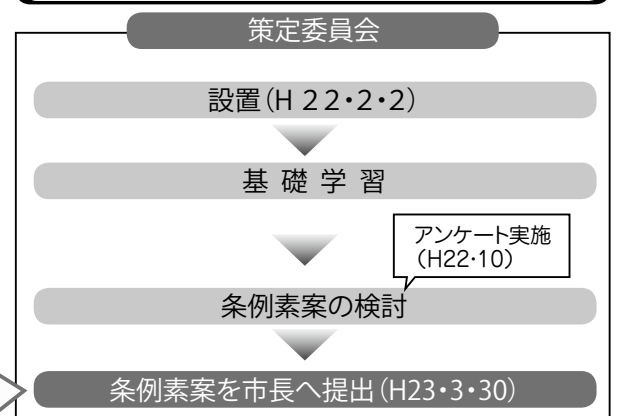 策定委員会
設置(H 2 2・2・2)
基 礎 学 習
アンケート実施
(H22・10)
条例素案の検討
条例素案を市長へ提出(H23・3・30)